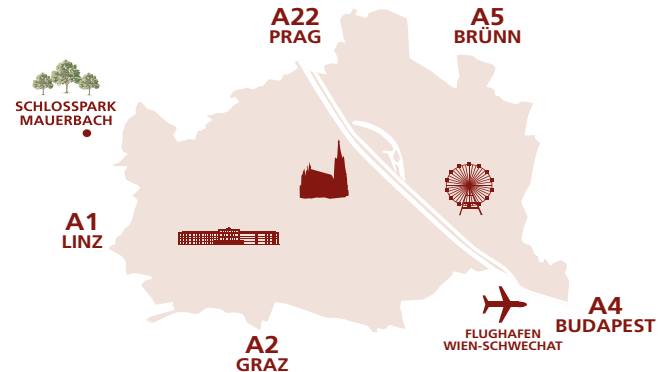 A22
PRAG
A5
BRÜNN
SCHLOSSPARK
MAUERBACH
A1
LINZ
A4
BUDAPEST
FLUGHAFEN
WIEN-SCHWECHAT
A2
GRAZ